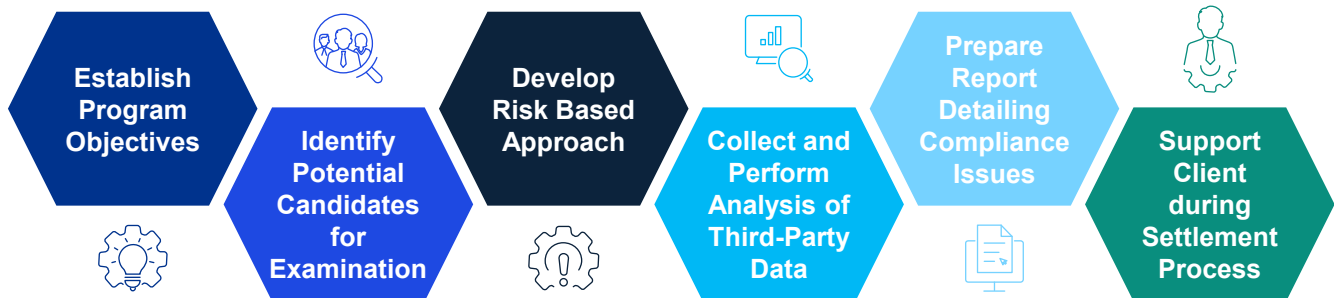 Establish
Program
Objectives
Identify
Potential
Candidates
for
Examination
Develop
Risk Based
Approach
Collect and
Perform
Analysis of
Third-Party
Data
Prepare
Report
Detailing
Compliance
Issues
Support
Client
during
Settlement
Process